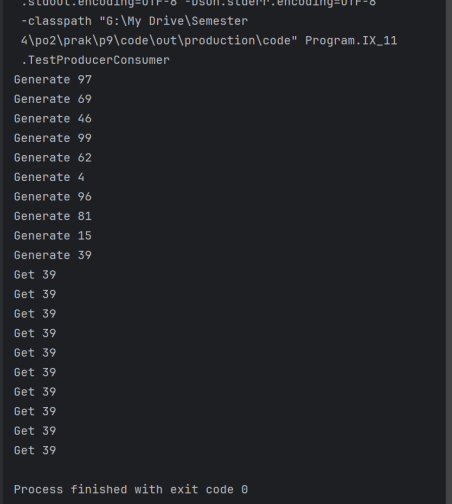 .stdout.encoding=UTF-8 -Dsun.stderr.encoding=UTF-8
-classpath "G:\My Drive\Semester
4\po2\prak\p9\code\out\production\code" Program.IX_11
.TestProducerConsumer
Generate 97
Generate 69
Generate 46
Generate 99
Generate 62
Generate 4
Generate 96
Generate 81
Generate 15
Generate 39
Get 39
Get 39
Get 39
Get 39
Get 39
Get 39
Get 39
Get 39
Get 39
Get 39
Process finished with exit code 0